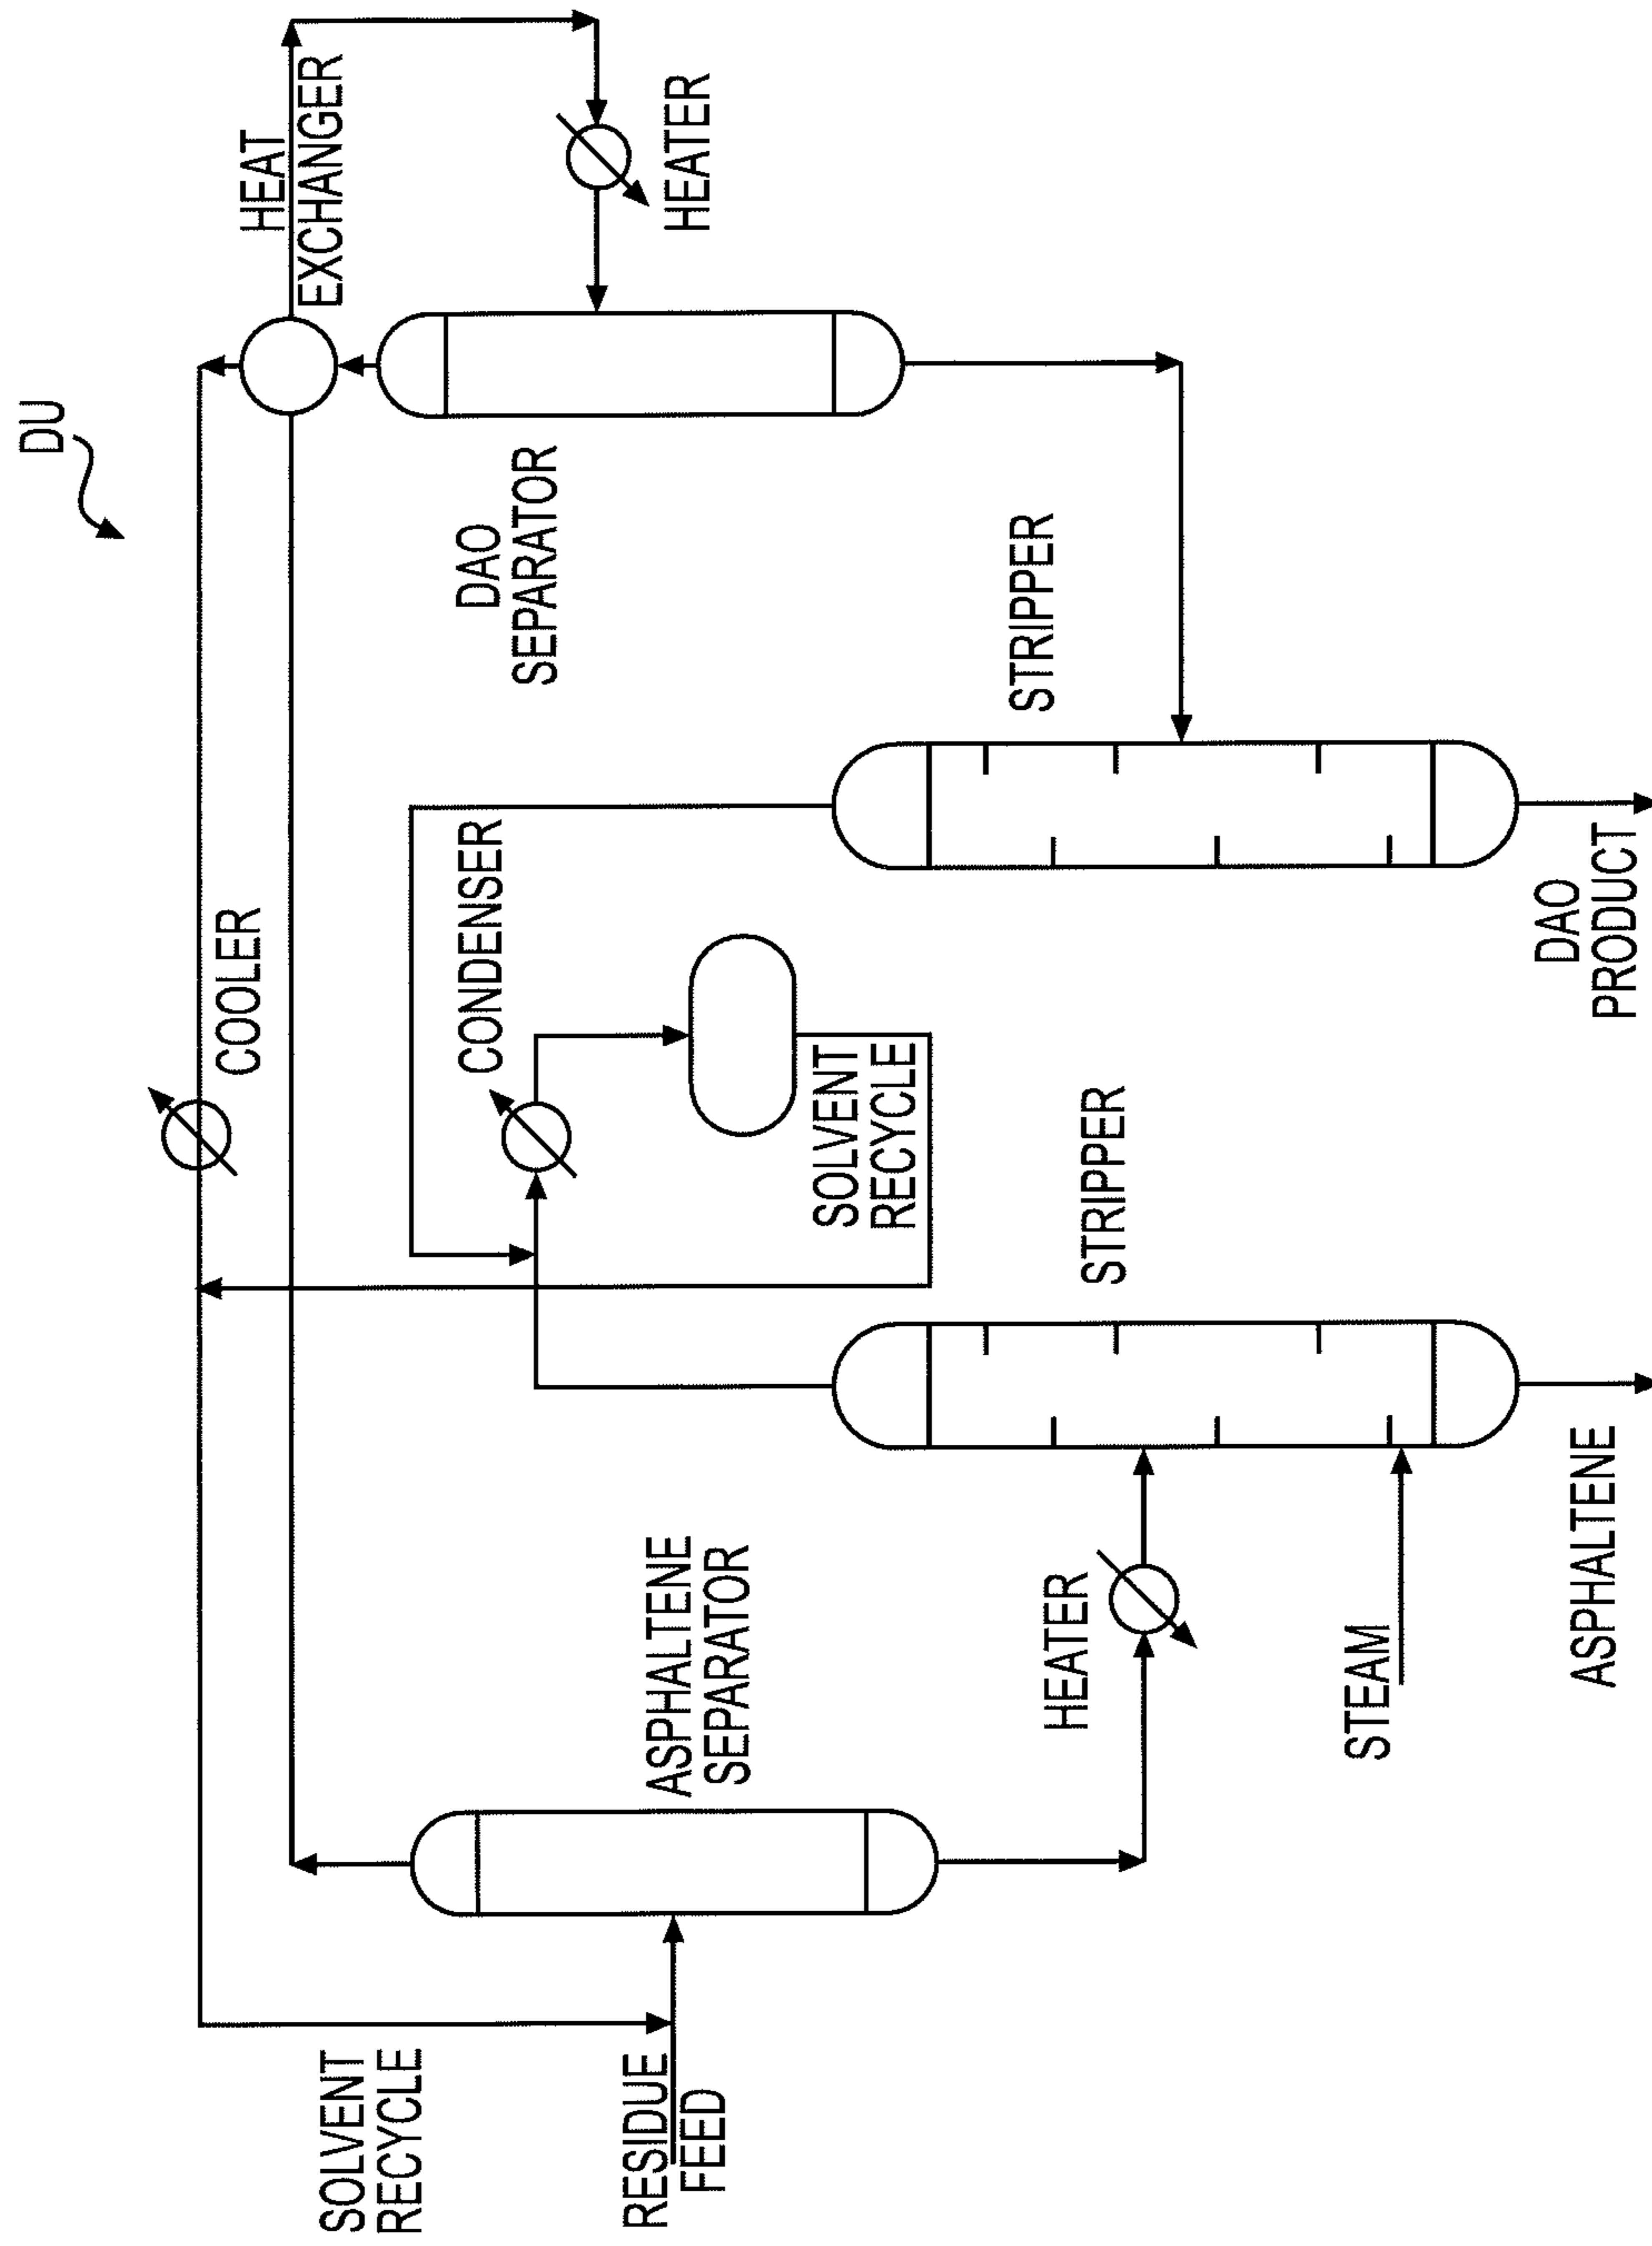 DU
HEAT
EXCHANGER
HEATER
COOLER
DAO
SEPARATOR
CONDENSER
STRIPPER
SOLVENT
RECYCLE
STRIPPER
DAO
PRODUCT
ASPHALTENE
SEPARATOR
HEATER
STEAM
ASPHALTENE
SOLVENT
RECYCLE
RESIDUE
FEED